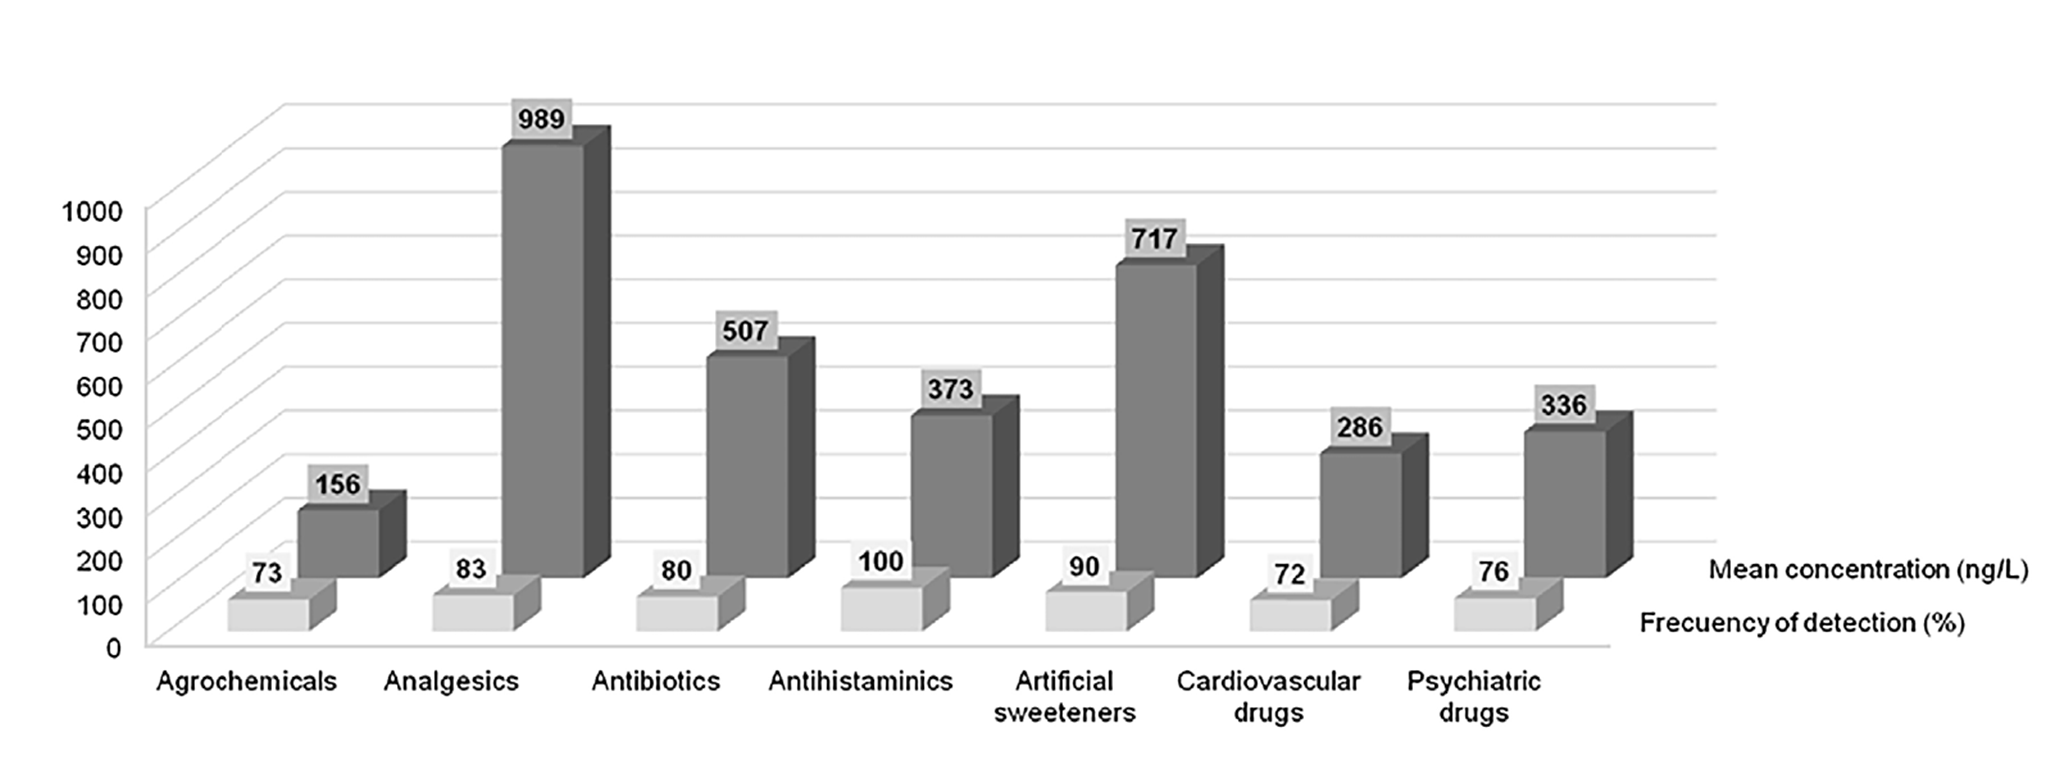 989
1000
900
800
700
600
500
400
300
200
100
0
717
507
373
336
286
156
73
83
80
100
90
72
76
Mean concentration (ng/L)
Frecuency of detection (%)
Agrochemicals
Analgesics
Antibiotics
Antihistaminics
Artificial
sweeteners
Cardiovascular
drugs
Psychiatric
drugs